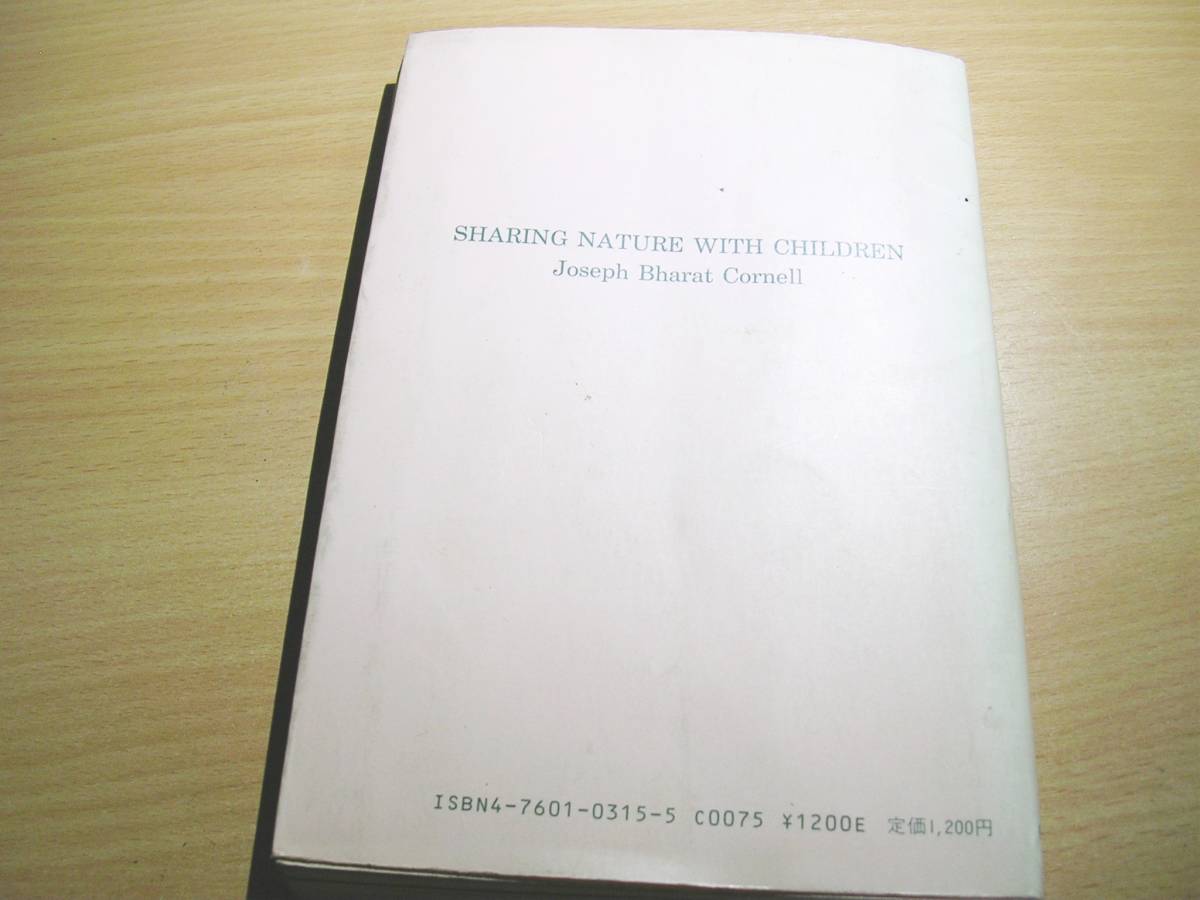 SHARING NATURE WITH CHILDREN
Joseph Bharat Cornell
ISBN4-7601-0315-5 C0075 ¥1200E 定価1,200円